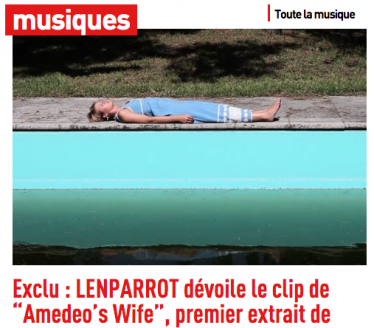 musiques
Toute la musique
Exclu : LENPARROT dévoile le clip de
“Amedeo’s Wife”, premier extrait de